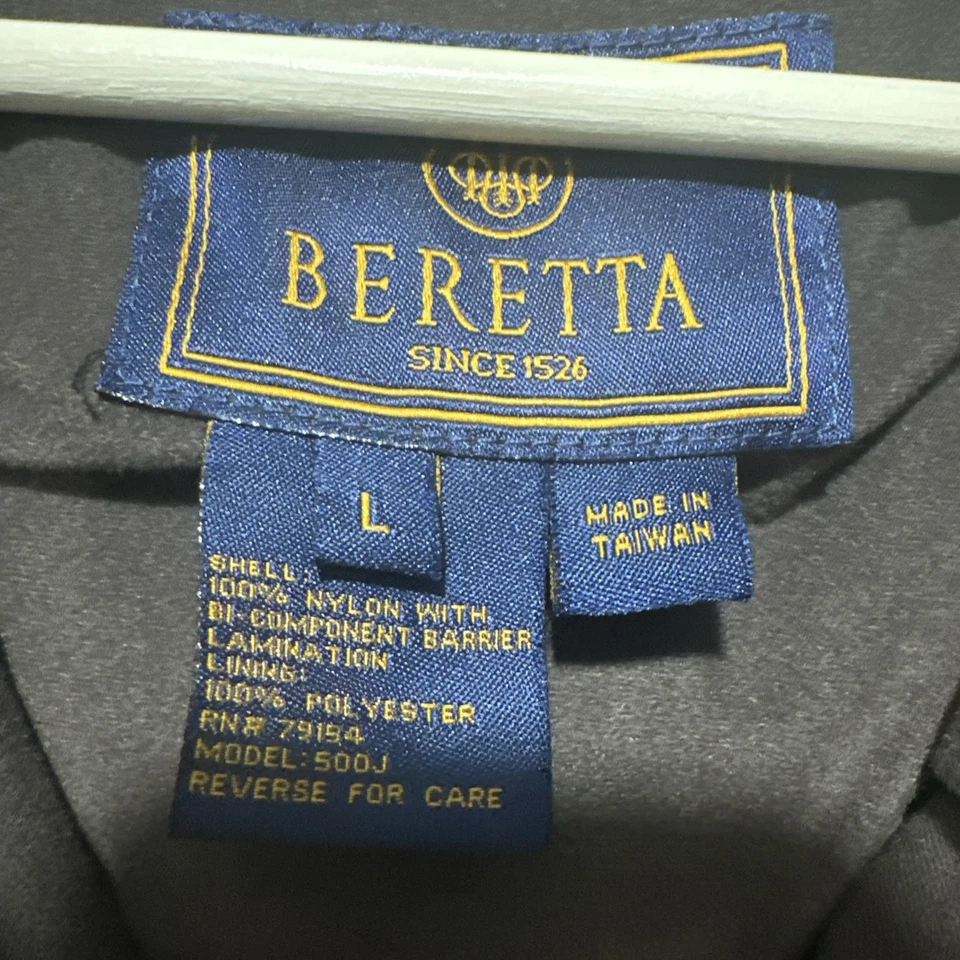 BERETTA
SINCE 1526
L
MADE IN
TAIWAN
SHELL:
100% NYLON WITH
BI-COMPONENT BARRIER
LAMINATION
LINING:
100% POLYESTER
RN# 79154
MODEL:500J
REVERSE FOR CARE